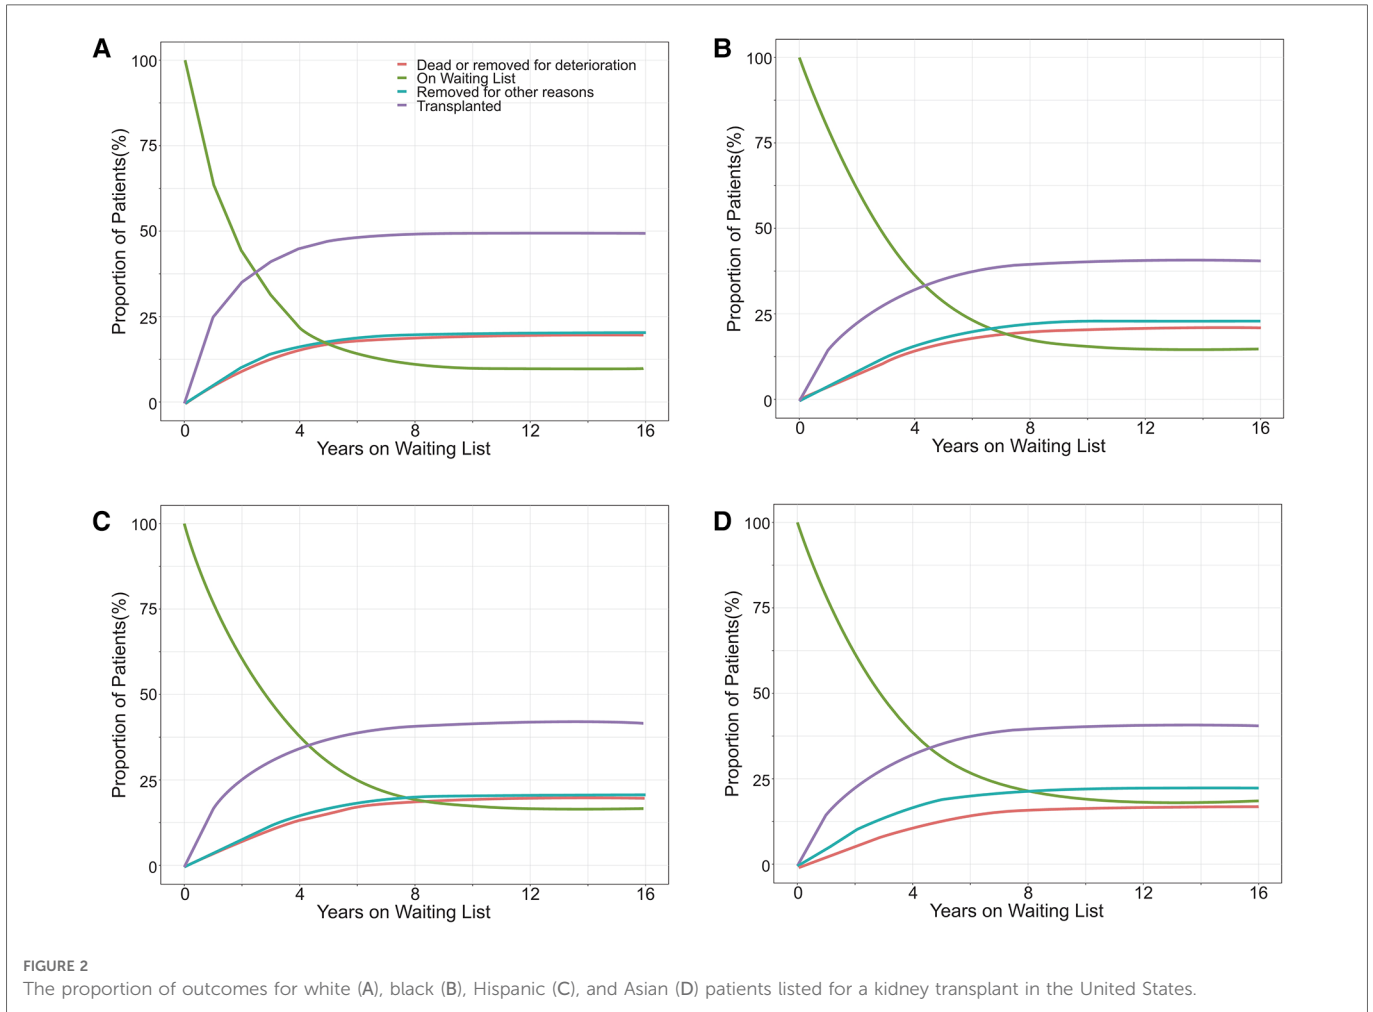 A
100
75
50
25
0
Proportion of Patients(%)
Dead or removed for deterioration
On Waiting List
Removed for other reasons
Transplanted
0 4 8 12 16
Years on Waiting List
B
100
75
50
25
0
Proportion of Patients(%)
0 4 8 12 16
Years on Waiting List
C
100
75
50
25
0
Proportion of Patients(%)
0 4 8 12 16
Years on Waiting List
D
100
75
50
25
0
Proportion of Patients(%)
0 4 8 12 16
Years on Waiting List
FIGURE 2
The proportion of outcomes for white (A), black (B), Hispanic (C), and Asian (D) patients listed for a kidney transplant in the United States.